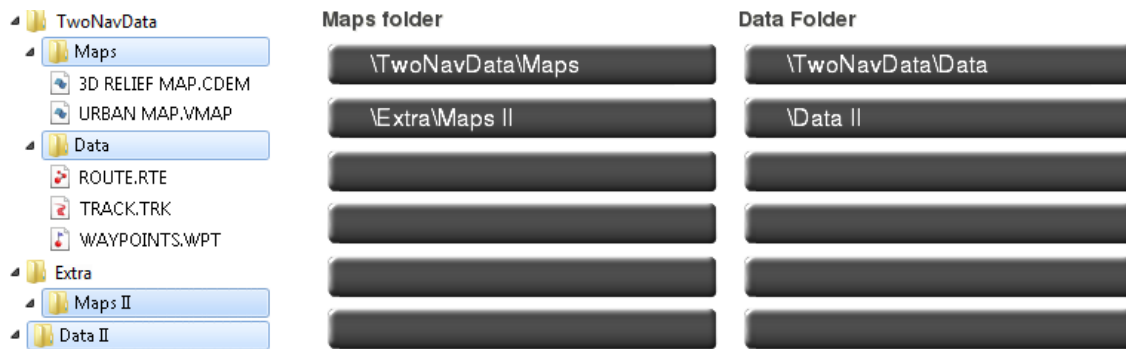 TwoNavData
Maps
3D RELIEF MAP.CDEM
URBAN MAP.VMAP
Data
ROUTE.RTE
TRACK.TRK
WAYPOINTS.WPT
Extra
Maps II
Data II
Maps folder
\TwoNavData\Maps
\Extra\Maps II
Data Folder
\TwoNavData\Data
\Data II